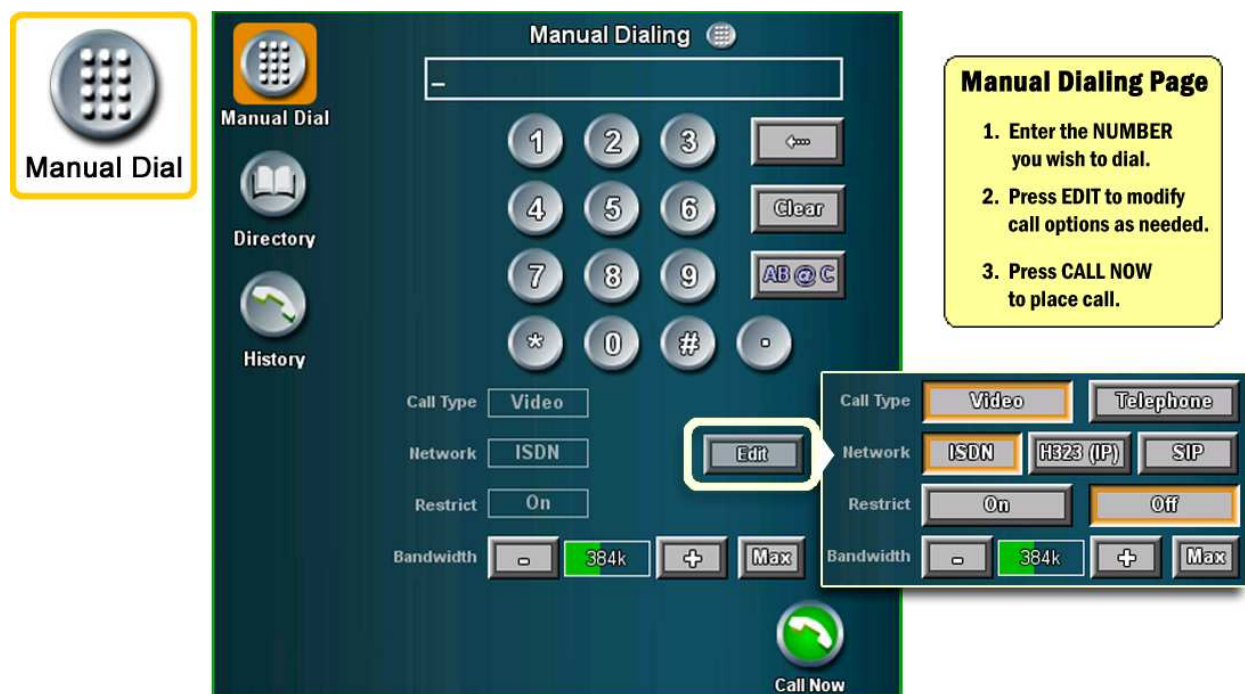 Manual Dial
Manual Dialing
_
Manual Dial
Directory
History
1 2 3
4 5 6 Clear
7 8 9 AB@C
* 0 # .
Call Type Video
Network ISDN
Edit
Restrict On
Bandwidth - 384k + Max
Call Now
Manual Dialing Page
1. Enter the NUMBER
you wish to dial.
2. Press EDIT to modify
call options as needed.
3. Press CALL NOW
to place call.
Call Type Video Telephone
Network ISDN H323 (IP) SIP
Restrict On Off
Bandwidth - 384k + Max